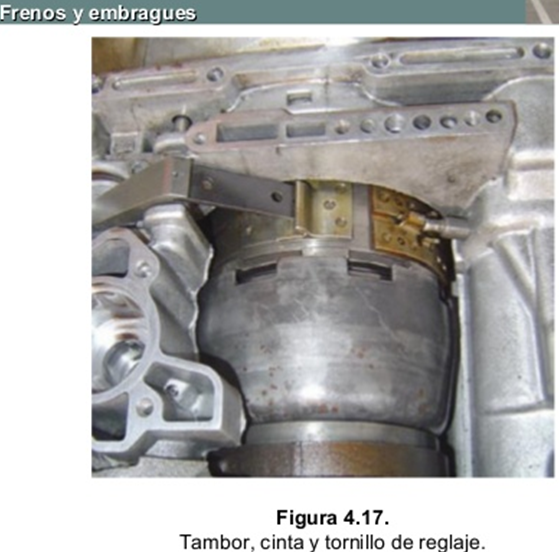 Frenos y embragues
Figura 4.17.
Tambor, cinta y tornillo de reglaje.